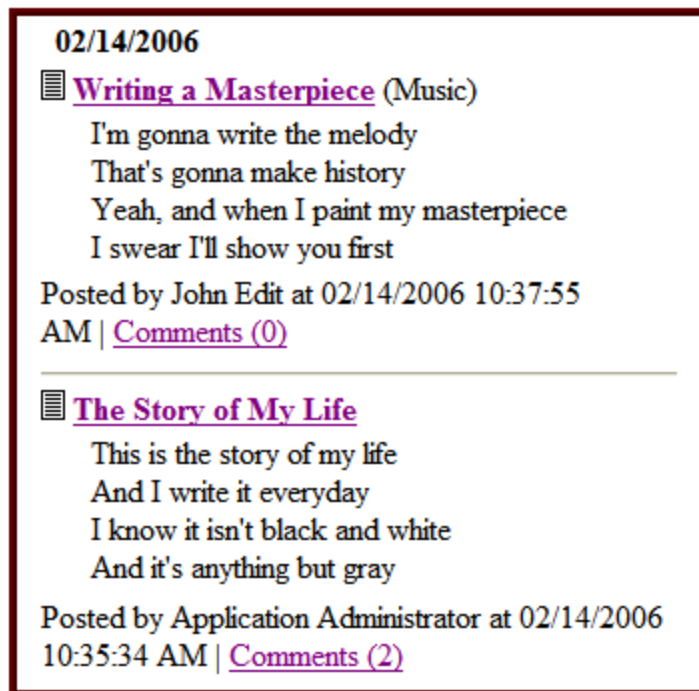 02/14/2006
Writing a Masterpiece (Music)
I'm gonna write the melody
That's gonna make history
Yeah, and when I paint my masterpiece
I swear I'll show you first
Posted by John Edit at 02/14/2006 10:37:55
AM | Comments (0)
The Story of My Life
This is the story of my life
And I write it everyday
I know it isn't black and white
And it's anything but gray
Posted by Application Administrator at 02/14/2006
10:35:34 AM | Comments (2)